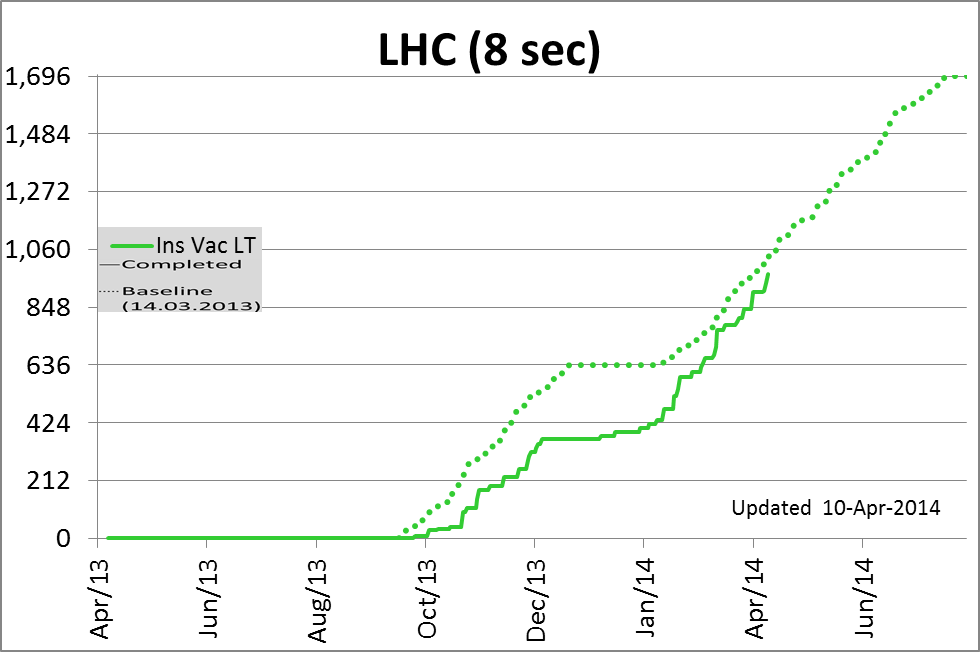 LHC (8 sec)
1,696
1,484
1,272
1,060
848
636
424
212
0
Ins Vac LT
Completed
Baseline
(14.03.2013)
Updated 10-Apr-2014
Apr/13
Jun/13
Aug/13
Oct/13
Dec/13
Jan/14
Apr/14
Jun/14